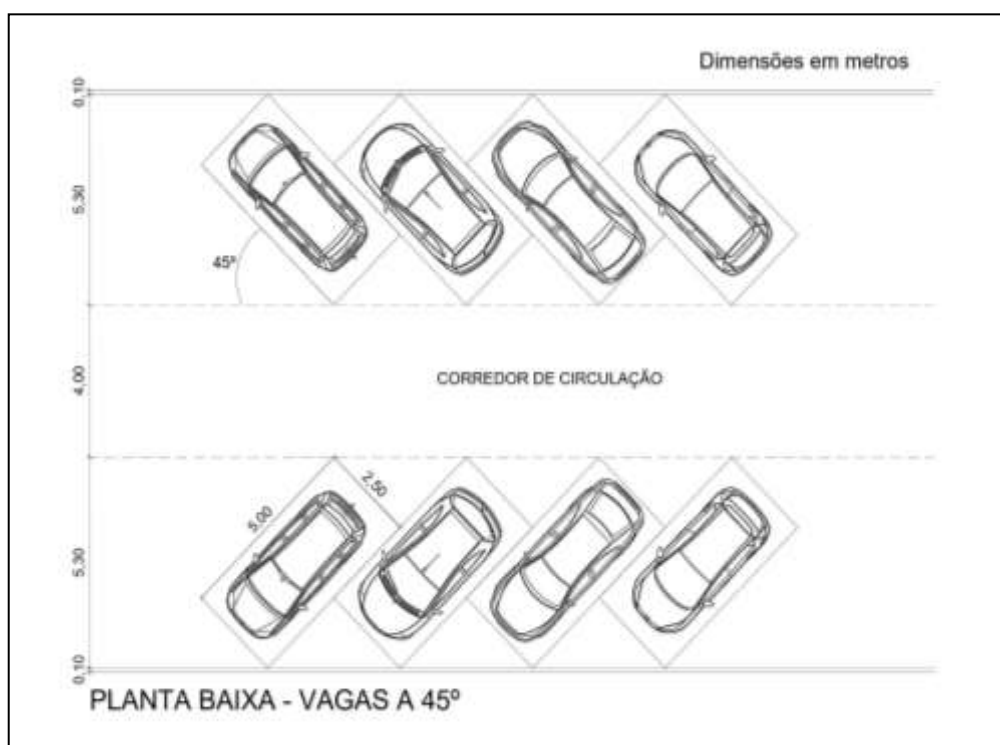 Dimensões em metros
0,10
5,30
45º
4,00
CORREDOR DE CIRCULAÇÃO
2,50
5,00
5,30
0,10
PLANTA BAIXA - VAGAS A 45º